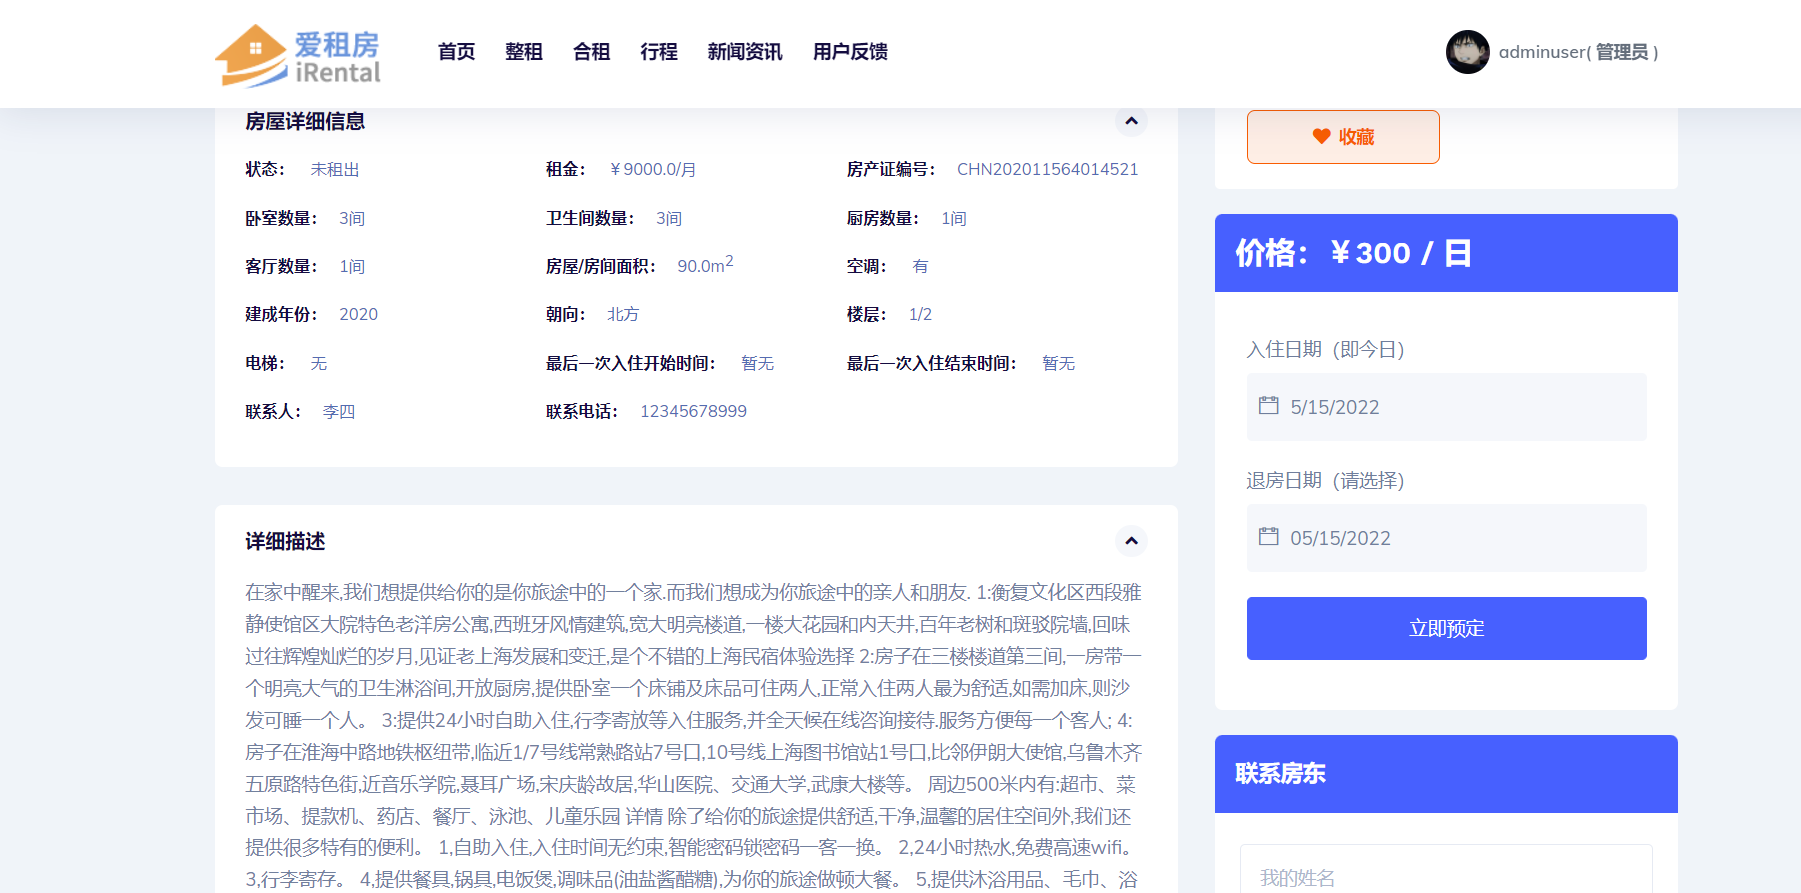 爱租房
iRental
首页 整租 合租 行程 新闻资讯 用户反馈
adminuser( 管理员 )
房屋详细信息
状态： 未租出 租金： ￥9000.0/月 房产证编号： CHN202011564014521
卧室数量： 3间 卫生间数量： 3间 厨房数量： 1间
客厅数量： 1间 房屋/房间面积： 90.0m2 空调： 有
建成年份： 2020 朝向： 北方 楼层： 1/2
电梯： 无 最后一次入住开始时间： 暂无 最后一次入住结束时间： 暂无
联系人： 李四 联系电话： 12345678999
详细描述
在家中醒来,我们想提供给你的是你旅途中的一个家.而我们想成为你旅途中的亲人和朋友. 1:衡复文化区西段雅
静使馆区大院特色老洋房公寓,西班牙风情建筑,宽大明亮楼道,一楼大花园和内天井,百年老树和斑驳院墙,回味
过往辉煌灿烂的岁月,见证老上海发展和变迁,是个不错的上海民宿体验选择 2:房子在三楼楼道第三间,一房带一
个明亮大气的卫生淋浴间,开放厨房,提供卧室一个床铺及床品可住两人,正常入住两人最为舒适,如需加床,则沙
发可睡一个人。 3:提供24小时自助入住,行李寄放等入住服务,并全天候在线咨询接待.服务方便每一个客人; 4:
房子在淮海中路地铁枢纽带,临近1/7号线常熟路站7号口,10号线上海图书馆站1号口,比邻伊朗大使馆,乌鲁木齐
五原路特色街,近音乐学院,聂耳广场,宋庆龄故居,华山医院、交通大学,武康大楼等。 周边500米内有:超市、菜
市场、提款机、药店、餐厅、泳池、儿童乐园 详情 除了给你的旅途提供舒适,干净,温馨的居住空间外,我们还
提供很多特有的便利。 1,自助入住,入住时间无约束,智能密码锁密码一客一换。 2,24小时热水,免费高速wifi。
3,行李寄存。 4,提供餐具,锅具,电饭煲,调味品(油盐酱醋糖),为你的旅途做顿大餐。 5,提供沐浴用品、毛巾、浴
收藏
价格：￥300 / 日
入住日期（即今日）
5/15/2022
退房日期（请选择）
05/15/2022
立即预定
联系房东
我的姓名